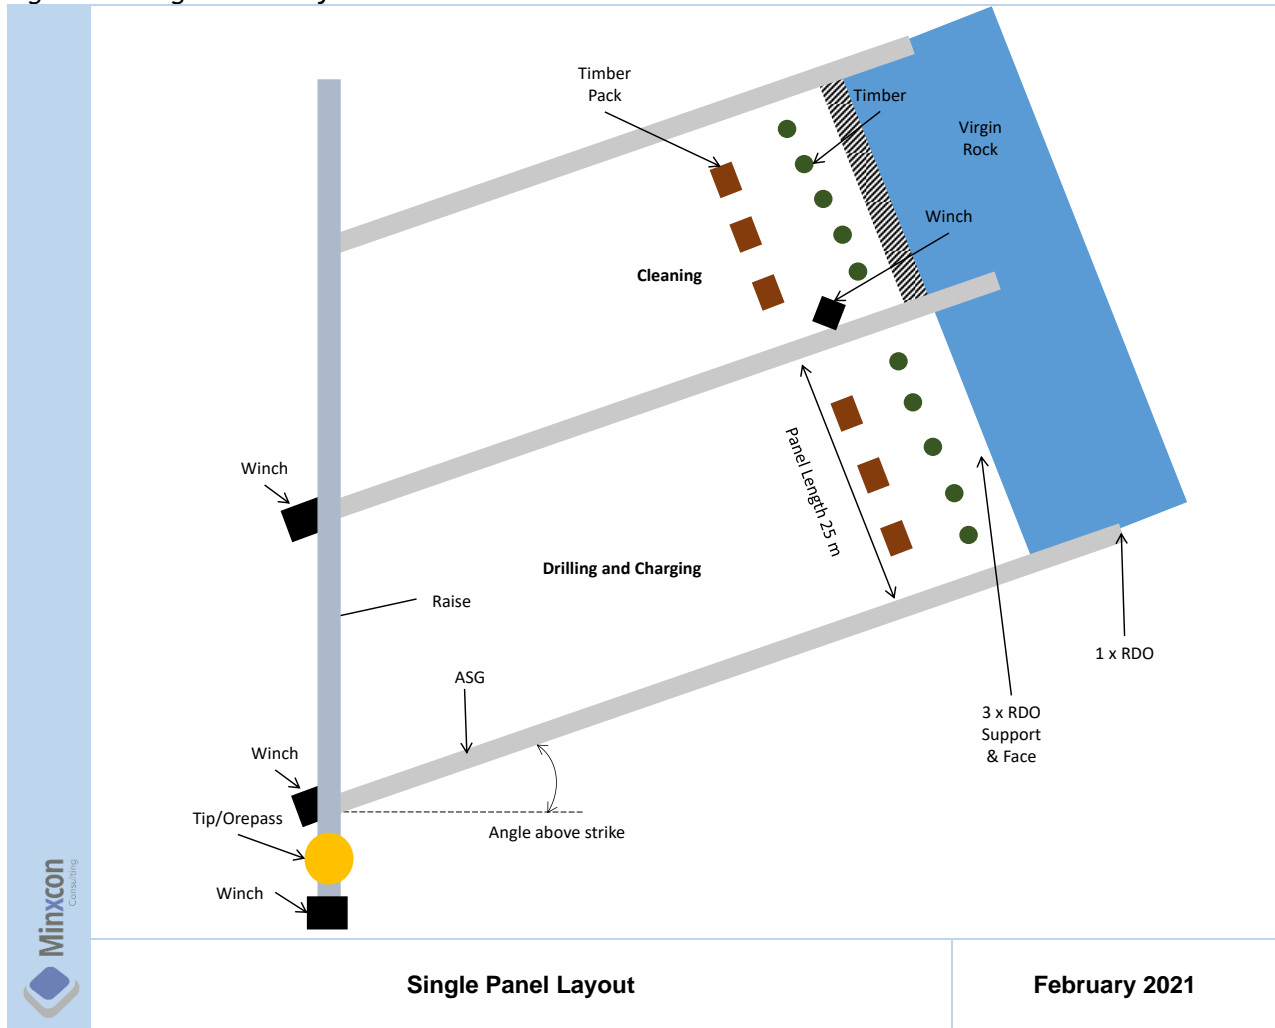 Timber
Pack
Timber
Virgin
Rock
Winch
Cleaning
Winch
Panel Length 25 m
Drilling and Charging
Raise
1 x RDO
ASG
3 x RDO
Support
& Face
Winch
Tip/Orepass
Angle above strike
Winch
Minxcon
Consulting
Single Panel Layout
February 2021